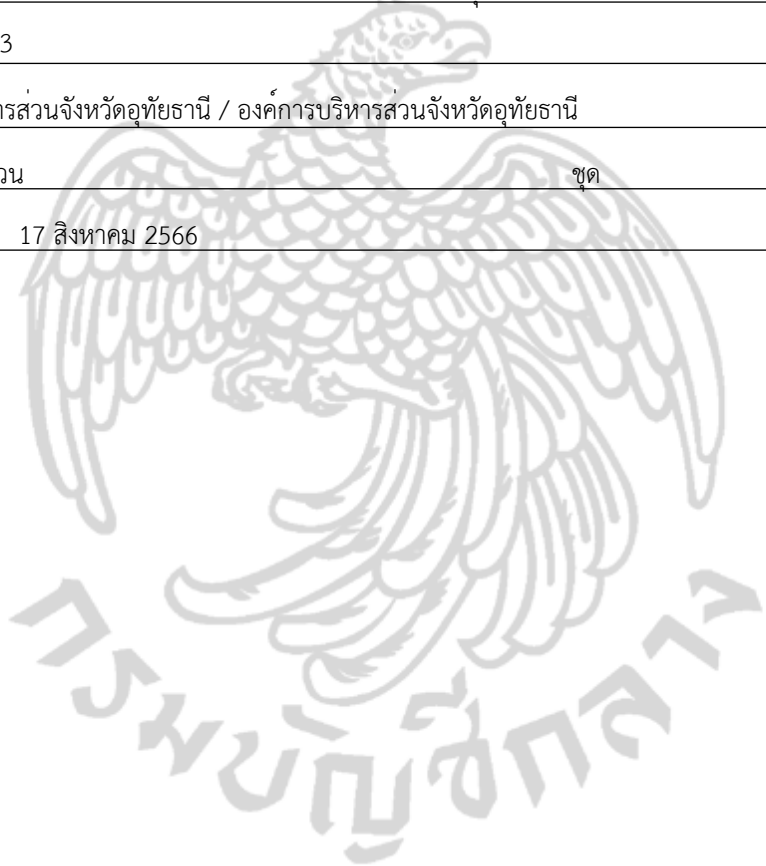 3
ารส่วนจังหวัดอุทัยธานี / องค์การบริหารส่วนจังหวัดอุทัยธานี
วน ชุด
17 สิงหาคม 2566
กรมบัญชีกลาง